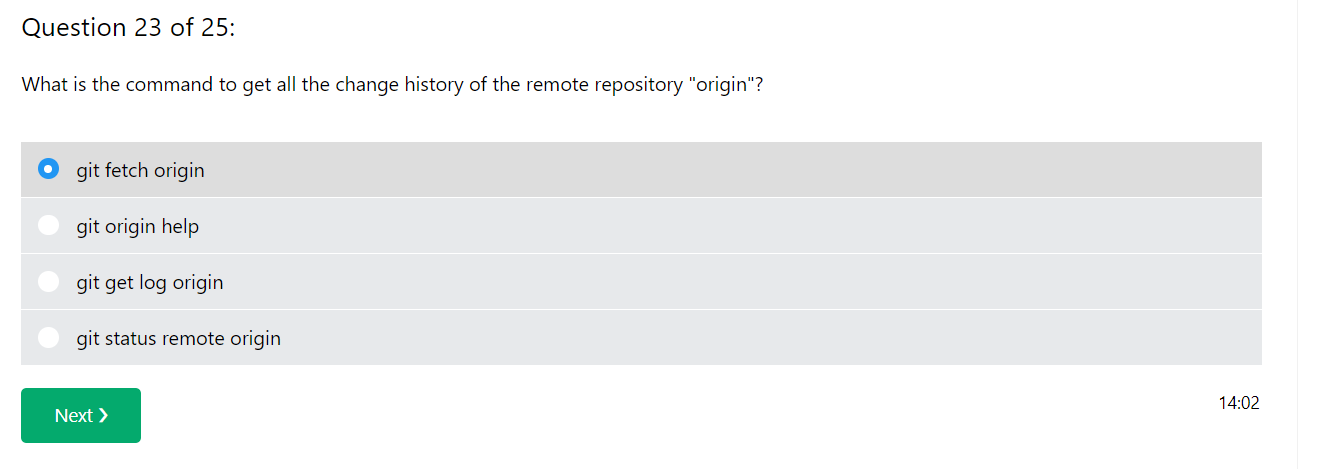 Question 23 of 25:
What is the command to get all the change history of the remote repository "origin"?
git fetch origin
git origin help
git get log origin
git status remote origin
Next ❯
14:02